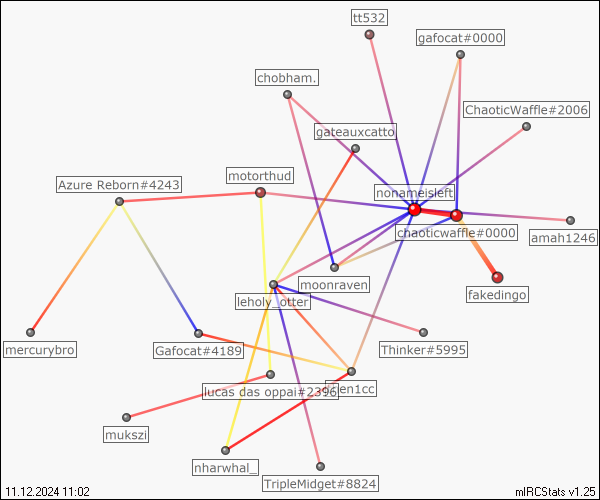 tt532
gafocat#0000
chobham.
ChaoticWaffle#2006
gateauxcatto
motorthud
Azure Reborn#4243
nonameisleft
chaoticwaffle#0000
amah1246
moonraven
fakedingo
leholy_otter
mercurybro
Gafocat#4189
Thinker#5995
lucas das oppai#2396
mukszi
nharwhal_
TripleMidget#8824
11.12.2024 11:02
mIRCStats v1.25